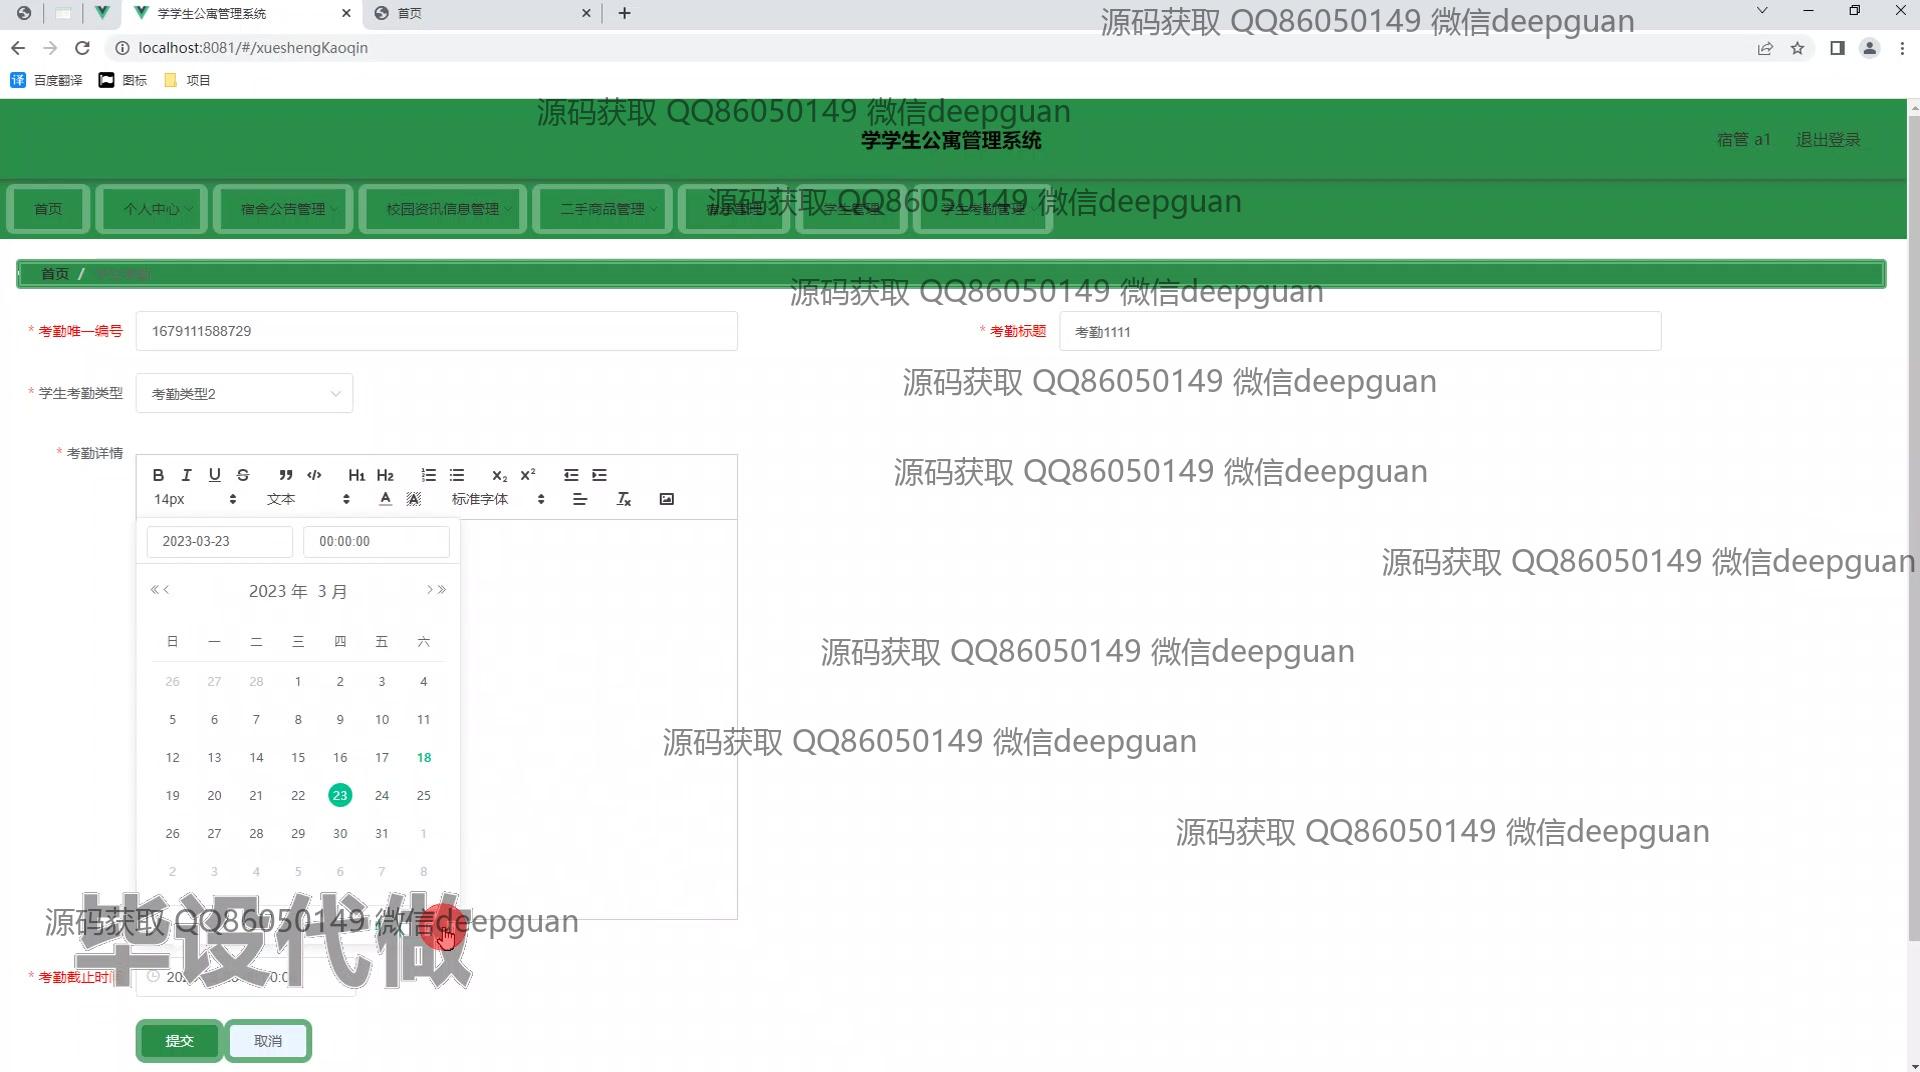 学学生公寓管理系统
首页
源码获取 QQ86050149 微信deepguan
localhost:8081/#/xueshengKaoqin
百度翻译 图标 项目
源码获取 QQ86050149 微信deepguan
学学生公寓管理系统
宿管 a1 退出登录
首页 个人中心 宿舍公告管理 校园资讯信息管理 二手商品管理 学生管理 学生考勤管理
源码获取 QQ86050149 微信deepguan
首页 /
源码获取 QQ86050149 微信deepguan
* 考勤唯一编号 1679111588729 * 考勤标题 考勤1111
* 学生考勤类型 考勤类型2
源码获取 QQ86050149 微信deepguan
* 考勤详情
源码获取 QQ86050149 微信deepguan
B I U S H1 H2 X2 X2
14px 文本 A A 标准字体
2023-03-23 00:00:00
源码获取 QQ86050149 微信deepguan
2023 年 3 月
日 一 二 三 四 五 六
源码获取 QQ86050149 微信deepguan
26 27 28 1 2 3 4
5 6 7 8 9 10 11
源码获取 QQ86050149 微信deepguan
12 13 14 15 16 17 18
19 20 21 22 23 24 25
26 27 28 29 30 31 1
源码获取 QQ86050149 微信deepguan
2 3 4 5 6 7 8
源码获取 QQ86050149 微信deepguan
毕设代做
* 考勤截止时间
提交 取消